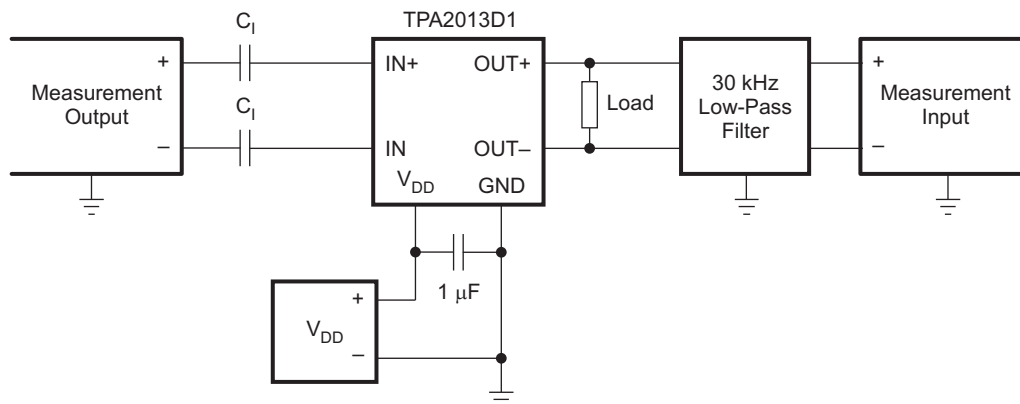 TPA2013D1
C_I
C_I
Measurement
Output
+
–
IN+
IN
V_DD
OUT+
OUT–
GND
Load
30 kHz
Low-Pass
Filter
+
–
Measurement
Input
1 μF
V_DD
+
–